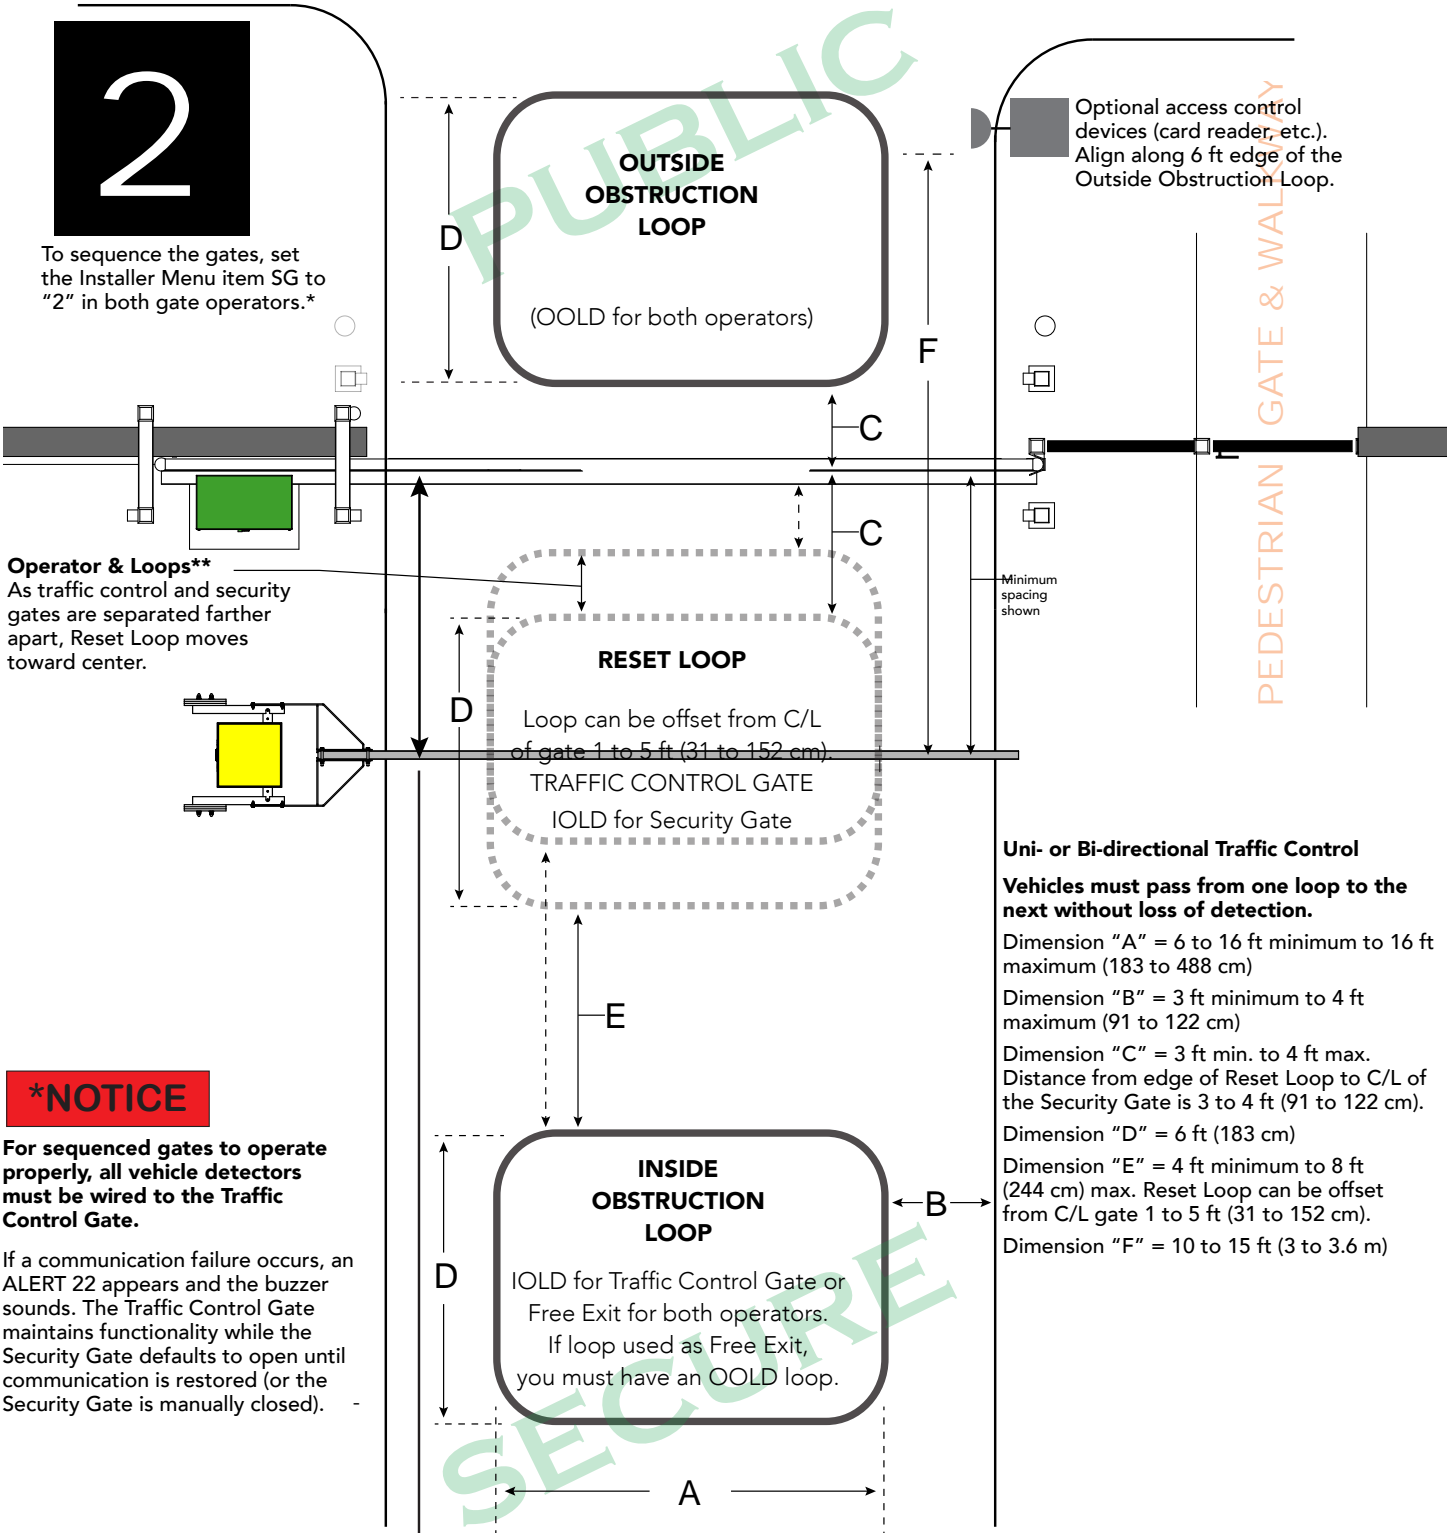 2
To sequence the gates, set
the Installer Menu item SG to
“2” in both gate operators.*
PUBLIC
OUTSIDE
OBSTRUCTION
LOOP
(OOLD for both operators)
D
Optional access control
devices (card reader, etc.).
Align along 6 ft edge of the
Outside Obstruction Loop.
PEDESTRIAN GATE & WALKWAY
F
C
C
Minimum
spacing
shown
Operator & Loops**
As traffic control and security
gates are separated farther
apart, Reset Loop moves
toward center.
RESET LOOP
D
Loop can be offset from C/L
of gate 1 to 5 ft (31 to 152 cm).
TRAFFIC CONTROL GATE
IOLD for Security Gate
E
Uni- or Bi-directional Traffic Control
Vehicles must pass from one loop to the
next without loss of detection.
Dimension “A” = 6 to 16 ft minimum to 16 ft
maximum (183 to 488 cm)
Dimension “B” = 3 ft minimum to 4 ft
maximum (91 to 122 cm)
Dimension “C” = 3 ft min. to 4 ft max.
Distance from edge of Reset Loop to C/L of
the Security Gate is 3 to 4 ft (91 to 122 cm).
Dimension “D” = 6 ft (183 cm)
Dimension “E” = 4 ft minimum to 8 ft
(244 cm) max. Reset Loop can be offset
from C/L gate 1 to 5 ft (31 to 152 cm).
Dimension “F” = 10 to 15 ft (3 to 3.6 m)
*NOTICE
For sequenced gates to operate
properly, all vehicle detectors
must be wired to the Traffic
Control Gate.
If a communication failure occurs, an
ALERT 22 appears and the buzzer
sounds. The Traffic Control Gate
maintains functionality while the
Security Gate defaults to open until
communication is restored (or the
Security Gate is manually closed). -
INSIDE
OBSTRUCTION
LOOP
B
D
IOLD for Traffic Control Gate or
Free Exit for both operators.
If loop used as Free Exit,
you must have an OOLD loop.
SECURE
A